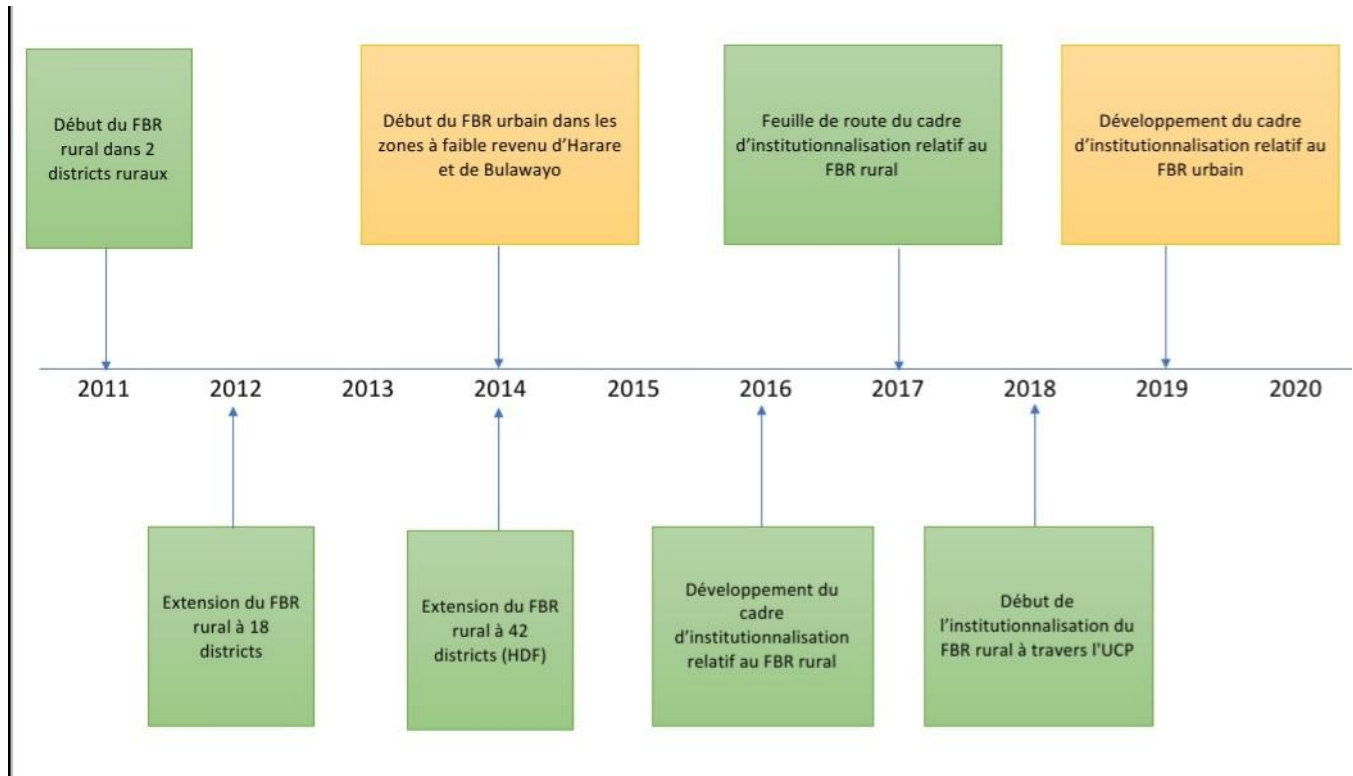 Début du FBR
rural dans 2
districts ruraux
Début du FBR urbain dans les
zones à faible revenu d’Harare
et de Bulawayo
Feuille de route du cadre
d’institutionnalisation relatif au
FBR rural
Développement du cadre
d’institutionnalisation relatif au
FBR urbain
2011 2012 2013 2014 2015 2016 2017 2018 2019 2020
Extension du FBR
rural à 18
districts
Extension du FBR
rural à 42
districts (HDF)
Développement du
cadre
d’institutionnalisation
relatif au FBR rural
Début de
l’institutionnalisation du
FBR rural à travers l'UCP